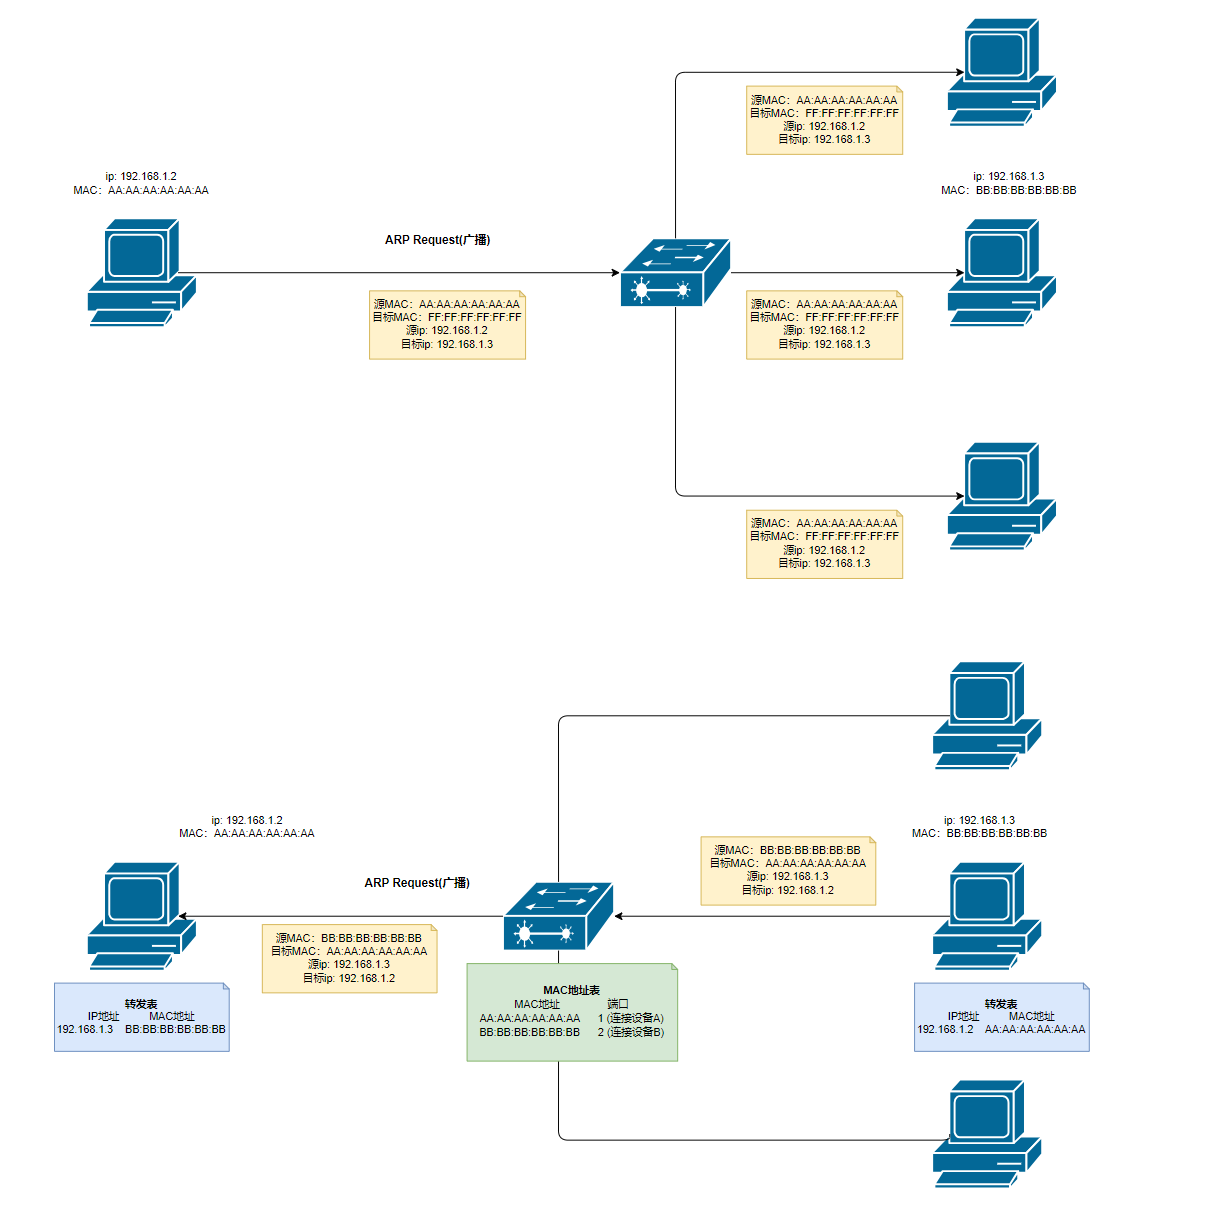 源MAC：AA:AA:AA:AA:AA:AA
目标MAC：FF:FF:FF:FF:FF:FF
源ip: 192.168.1.2
目标ip: 192.168.1.3
ip: 192.168.1.2
MAC：AA:AA:AA:AA:AA:AA
ip: 192.168.1.3
MAC：BB:BB:BB:BB:BB:BB
ARP Request(广播)
源MAC：AA:AA:AA:AA:AA:AA
目标MAC：FF:FF:FF:FF:FF:FF
源ip: 192.168.1.2
目标ip: 192.168.1.3
源MAC：AA:AA:AA:AA:AA:AA
目标MAC：FF:FF:FF:FF:FF:FF
源ip: 192.168.1.2
目标ip: 192.168.1.3
源MAC：AA:AA:AA:AA:AA:AA
目标MAC：FF:FF:FF:FF:FF:FF
源ip: 192.168.1.2
目标ip: 192.168.1.3
ip: 192.168.1.2
MAC：AA:AA:AA:AA:AA:AA
ip: 192.168.1.3
MAC：BB:BB:BB:BB:BB:BB
源MAC：BB:BB:BB:BB:BB:BB
目标MAC：AA:AA:AA:AA:AA:AA
源ip: 192.168.1.3
目标ip: 192.168.1.2
ARP Request(广播)
源MAC：BB:BB:BB:BB:BB:BB
目标MAC：AA:AA:AA:AA:AA:AA
源ip: 192.168.1.3
目标ip: 192.168.1.2
转发表
IP地址 MAC地址
192.168.1.3 BB:BB:BB:BB:BB:BB
MAC地址表
MAC地址 端口
AA:AA:AA:AA:AA:AA 1 (连接设备A)
BB:BB:BB:BB:BB:BB 2 (连接设备B)
转发表
IP地址 MAC地址
192.168.1.2 AA:AA:AA:AA:AA:AA